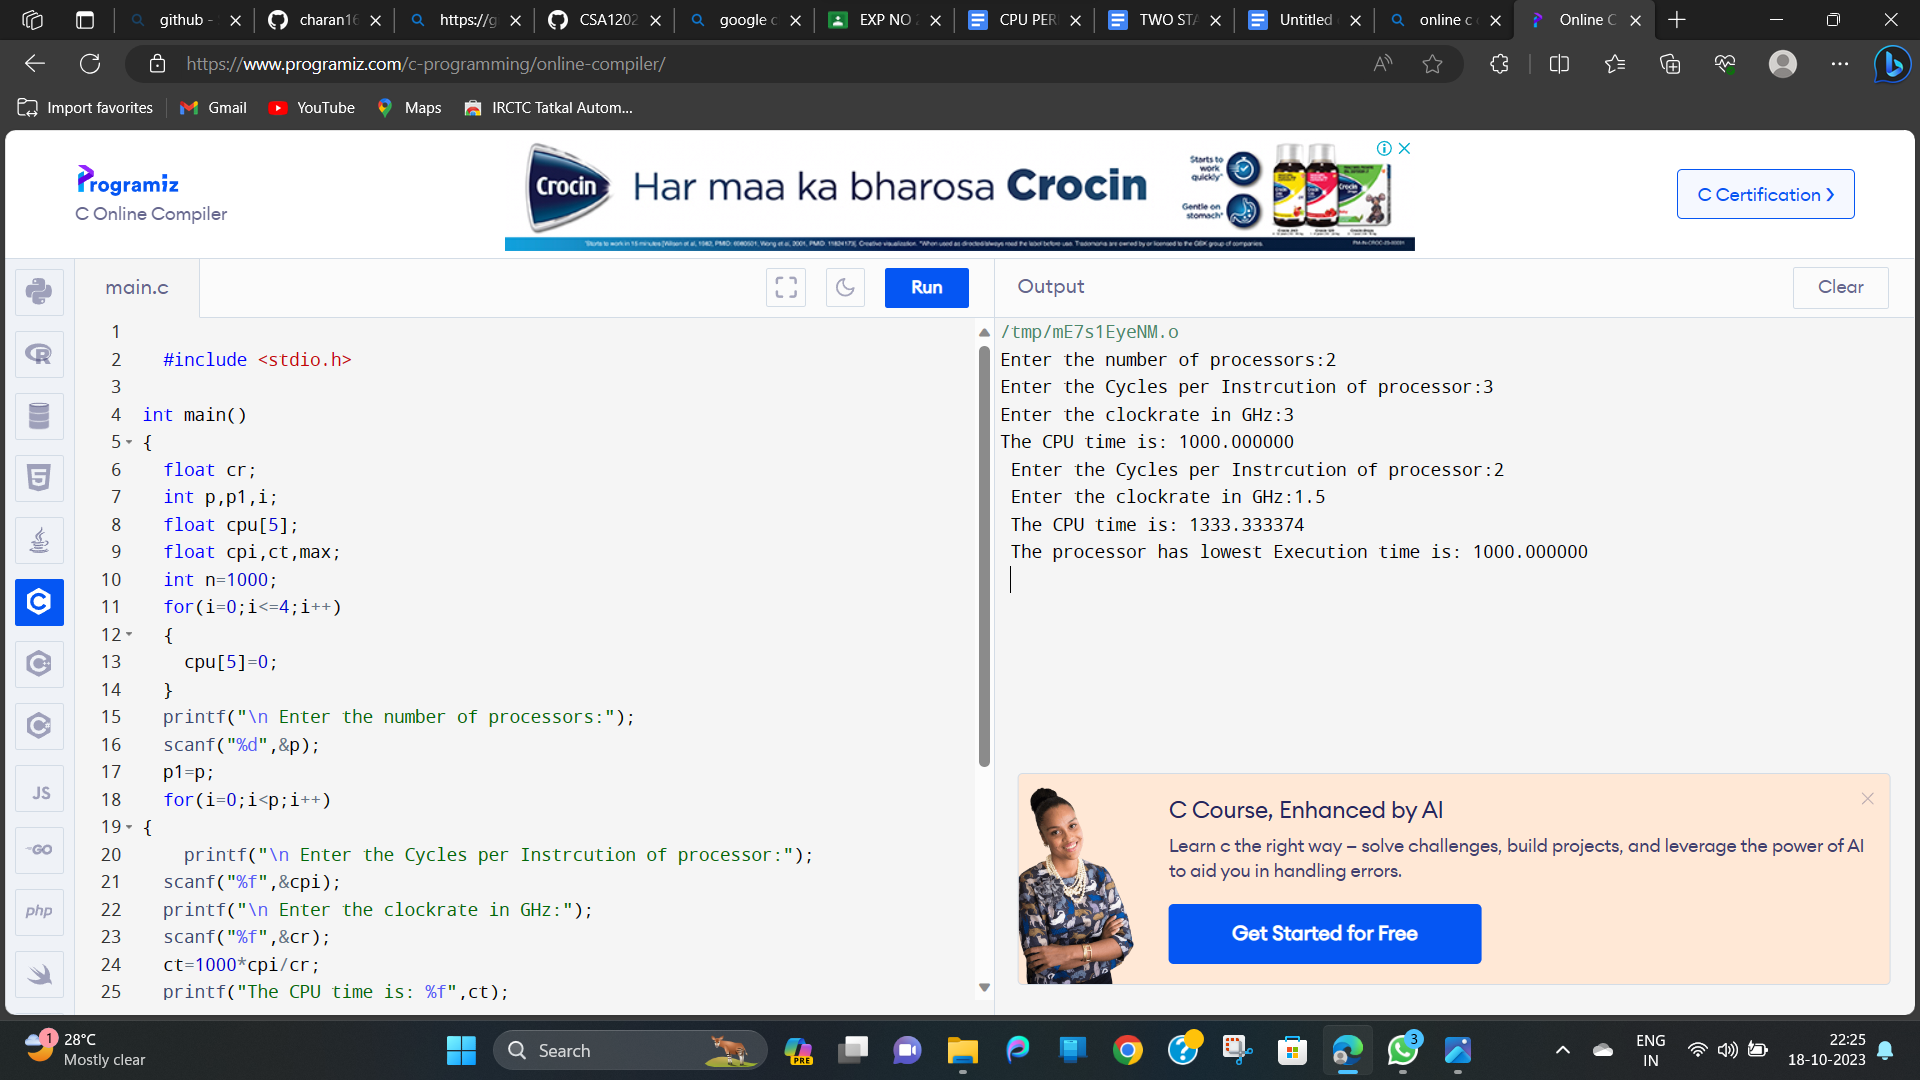 github -
charan16
https://g
CSA1202
google c
EXP NO
CPU PER
TWO STA
Untitled
online c
Online C
https://www.programiz.com/c-programming/online-compiler/
Import favorites
Gmail
YouTube
Maps
IRCTC Tatkal Autom...
Programiz
C Online Compiler
Crocin
Har maa ka bharosa Crocin
Starts to
work
quickly*
Gentle on
stomach*
C Certification
main.c
Run
Output
Clear
1
2 #include <stdio.h>
3
4 int main()
5 {
6 float cr;
7 int p,p1,i;
8 float cpu[5];
9 float cpi,ct,max;
10 int n=1000;
11 for(i=0;i<=4;i++)
12 {
13 cpu[5]=0;
14 }
15 printf("\n Enter the number of processors:");
16 scanf("%d",&p);
17 p1=p;
18 for(i=0;i<p;i++)
19 {
20 printf("\n Enter the Cycles per Instrcution of processor:");
21 scanf("%f",&cpi);
22 printf("\n Enter the clockrate in GHz:");
23 scanf("%f",&cr);
24 ct=1000*cpi/cr;
25 printf("The CPU time is: %f",ct);
/tmp/mE7s1EyeNM.o
Enter the number of processors:2
Enter the Cycles per Instrcution of processor:3
Enter the clockrate in GHz:3
The CPU time is: 1000.000000
Enter the Cycles per Instrcution of processor:2
Enter the clockrate in GHz:1.5
The CPU time is: 1333.333374
The processor has lowest Execution time is: 1000.000000
C Course, Enhanced by AI
Learn c the right way – solve challenges, build projects, and leverage the power of AI
to aid you in handling errors.
Get Started for Free
JS
GO
php
1
28°C
Mostly clear
Search
PRE
3
ENG
IN
22:25
18-10-2023